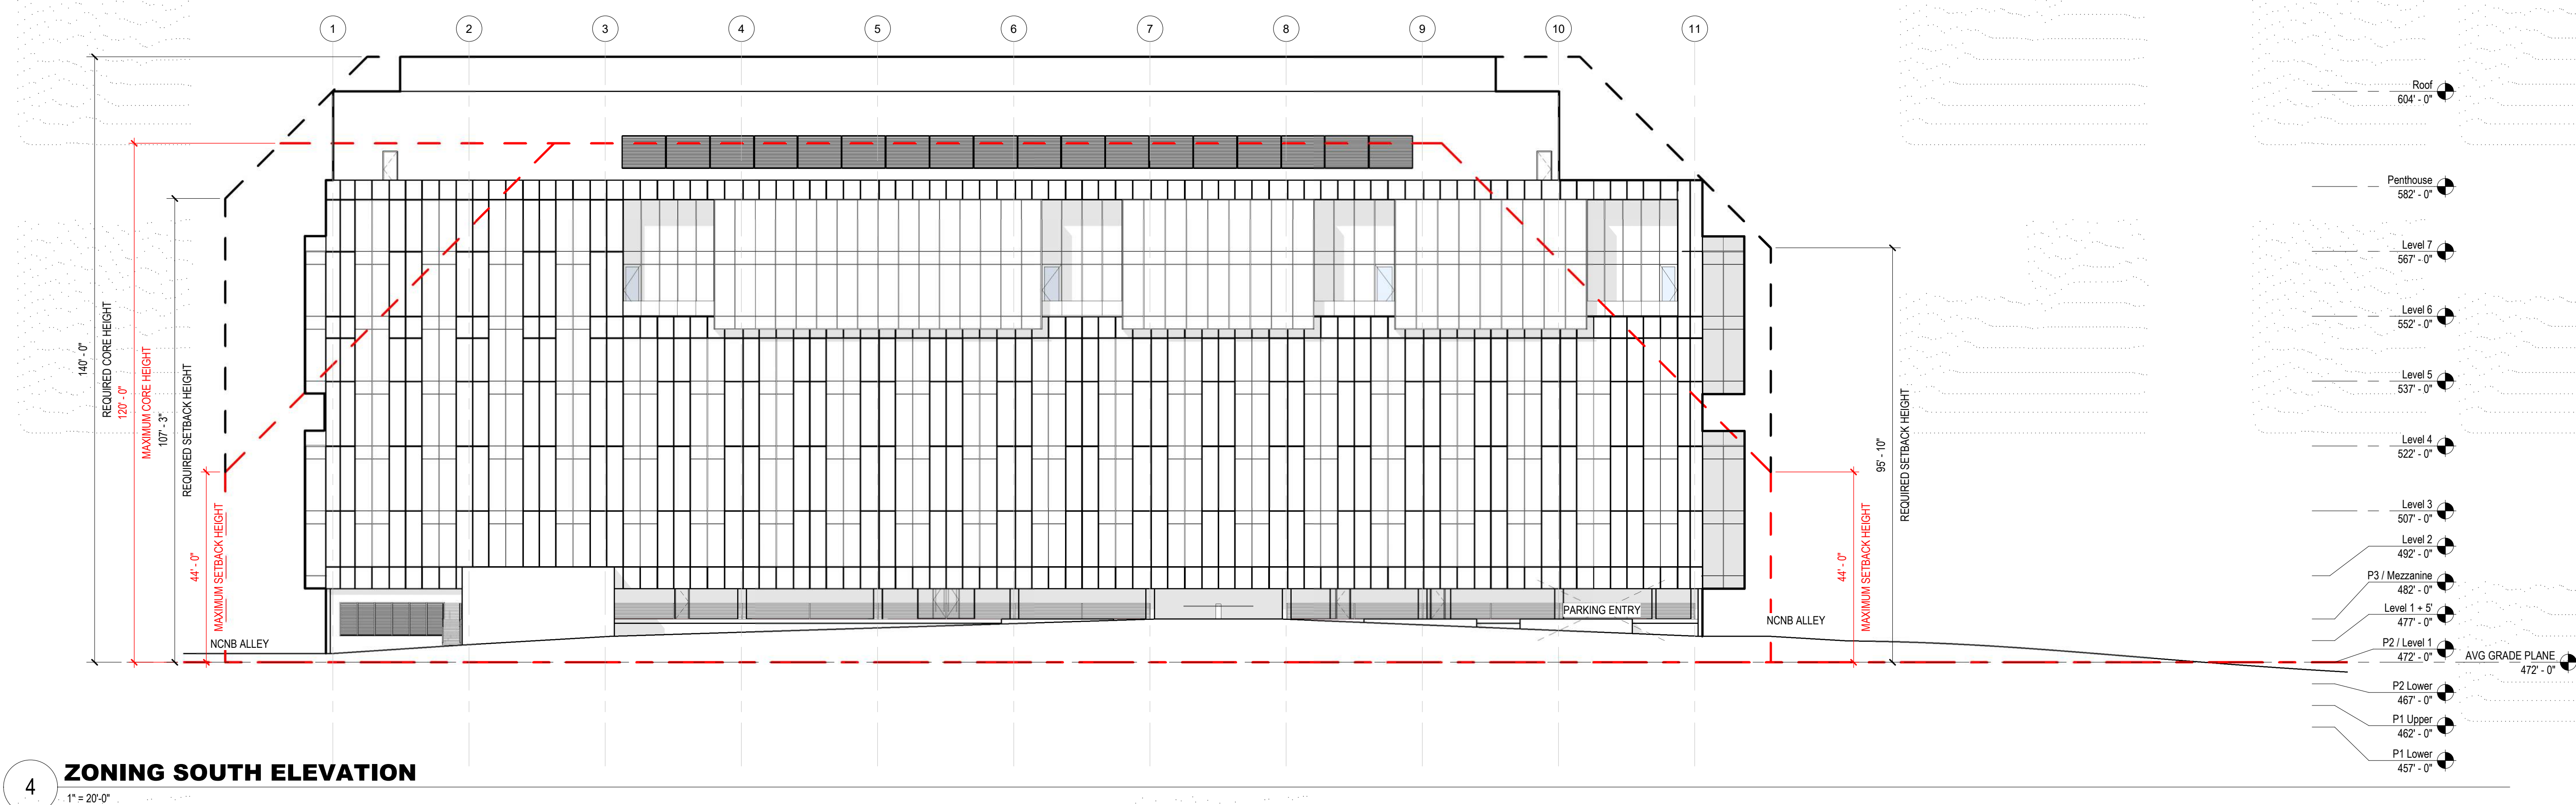 1
2
3
4
5
6
7
8
9
10
11
Roof
604' - 0"
Penthouse
582' - 0"
Level 7
567' - 0"
Level 6
552' - 0"
Level 5
537' - 0"
Level 4
522' - 0"
Level 3
507' - 0"
Level 2
492' - 0"
P3 / Mezzanine
482' - 0"
Level 1 + 5'
477' - 0"
P2 / Level 1
472' - 0"
AVG GRADE PLANE
472' - 0"
P2 Lower
467' - 0"
P1 Upper
462' - 0"
P1 Lower
457' - 0"
140' - 0"
REQUIRED CORE HEIGHT
120' - 0"
MAXIMUM CORE HEIGHT
107' - 3"
REQUIRED SETBACK HEIGHT
44' - 0"
MAXIMUM SETBACK HEIGHT
NCNB ALLEY
PARKING ENTRY
NCNB ALLEY
44' - 0"
MAXIMUM SETBACK HEIGHT
95' - 10"
REQUIRED SETBACK HEIGHT
4
ZONING SOUTH ELEVATION
1" = 20'-0"